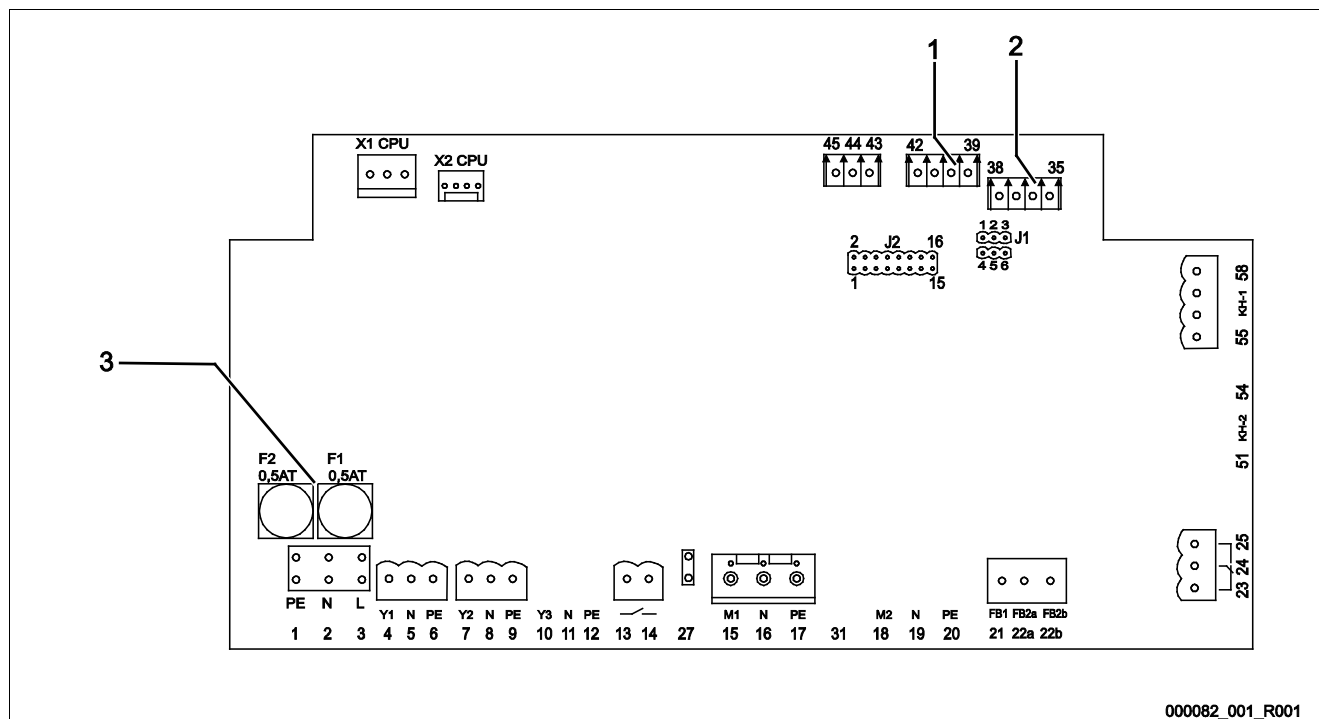 1
2
X1 CPU
X2 CPU
45 44 43
42 39
38 35
1 2 3
J1
4 5 6
2 J2 16
1 15
58
KH-1
55
54
KH-2
51
3
F2 F1
0,5AT 0,5AT
25
24
23
PE N L
Y1 N PE Y2 N PE Y3 N PE M1 N PE M2 N PE FB1 FB2a FB2b
1 2 3 4 5 6 7 8 9 10 11 12 13 14 27 15 16 17 31 18 19 20 21 22a 22b
000082_001_R001